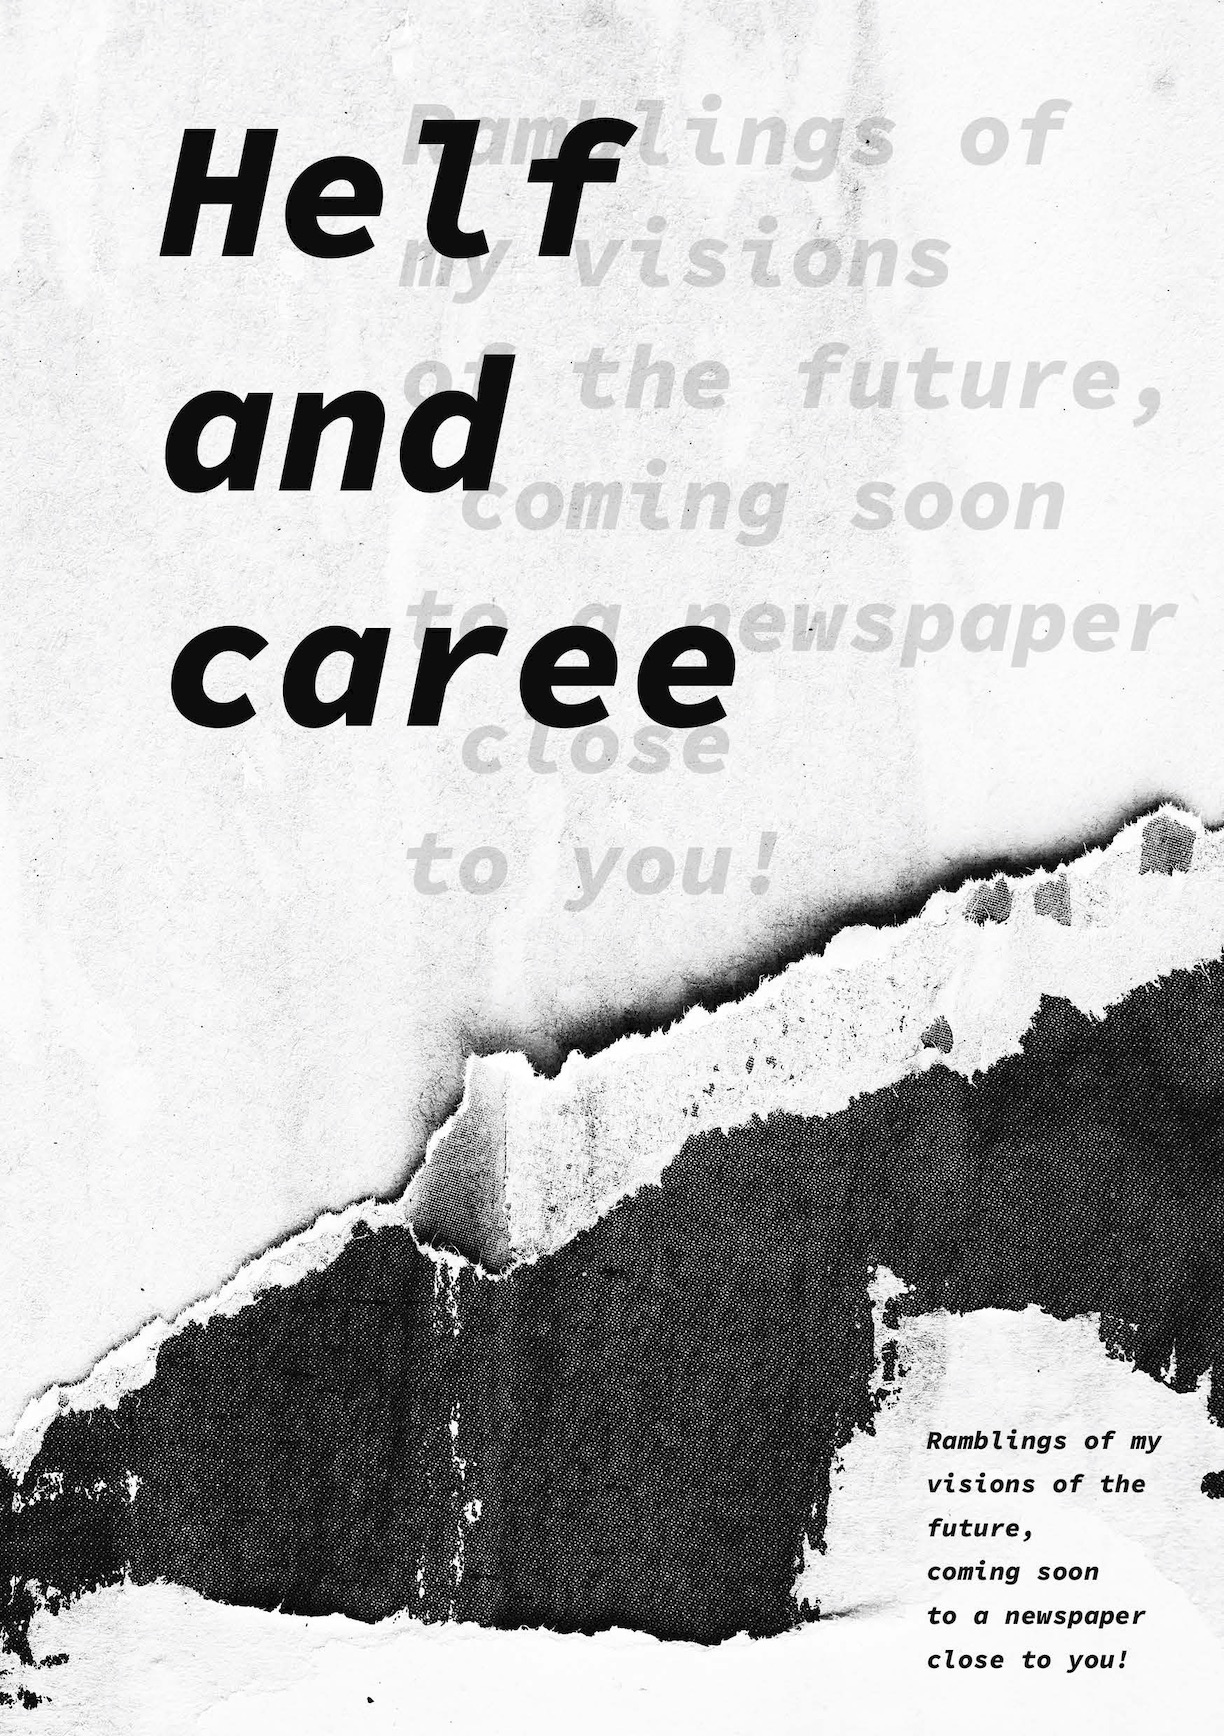 Helf
and
caree
Ramblings of
my visions
of the future,
coming soon
to a newspaper
close
to you!
Ramblings of my
visions of the
future,
coming soon
to a newspaper
close to you!